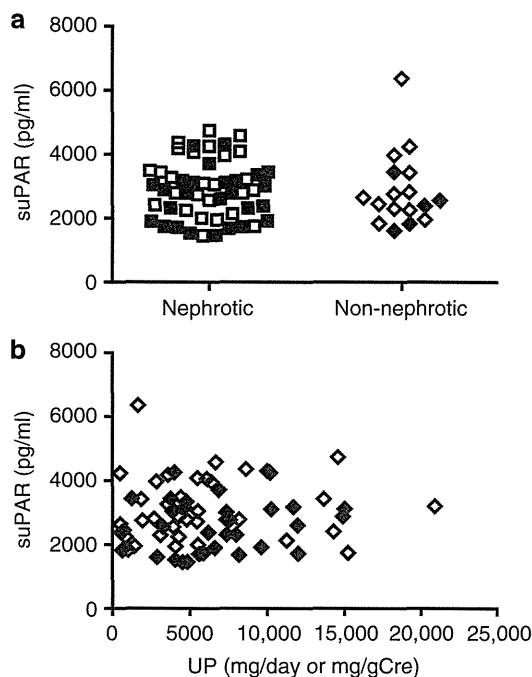 a
8000
6000
4000
2000
0
suPAR (pg/ml)
Nephrotic Non-nephrotic
b
8000
6000
4000
2000
0
suPAR (pg/ml)
0 5000 10,000 15,000 20,000 25,000
UP (mg/day or mg/gCre)